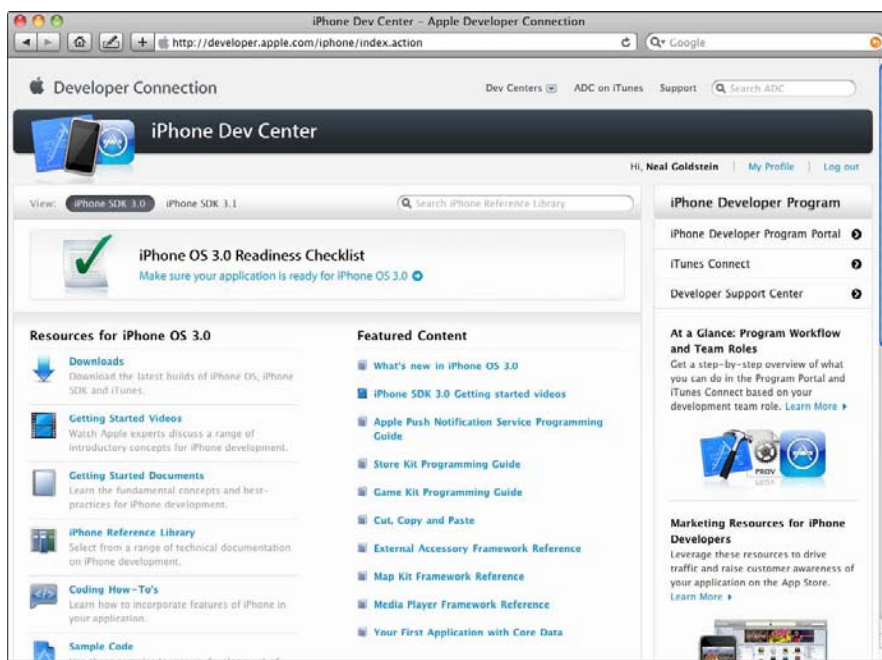 iPhone Dev Center – Apple Developer Connection
http://developer.apple.com/iphone/index.action
Google
Developer Connection
Dev Centers
ADC on iTunes
Support
Search ADC
iPhone Dev Center
Hi, Neal Goldstein
My Profile
Log out
View:
iPhone SDK 3.0
iPhone SDK 3.1
Search iPhone Reference Library
iPhone OS 3.0 Readiness Checklist
Make sure your application is ready for iPhone OS 3.0
Resources for iPhone OS 3.0
Downloads
Download the latest builds of iPhone OS, iPhone
SDK and iTunes.
Getting Started Videos
Watch Apple experts discuss a range of
introductory concepts for iPhone development.
Getting Started Documents
Learn the fundamental concepts and best-
practices for iPhone development.
iPhone Reference Library
Select from a range of technical documentation
on iPhone development.
Coding How-To's
Learn how to incorporate features of iPhone in
your application.
Sample Code
Featured Content
What's new in iPhone OS 3.0
iPhone SDK 3.0 Getting started videos
Apple Push Notification Service Programming
Guide
Store Kit Programming Guide
Game Kit Programming Guide
Cut, Copy and Paste
External Accessory Framework Reference
Map Kit Framework Reference
Media Player Framework Reference
Your First Application with Core Data
iPhone Developer Program
iPhone Developer Program Portal
iTunes Connect
Developer Support Center
At a Glance: Program Workflow
and Team Roles
Get a step-by-step overview of what
you can do in the Program Portal and
iTunes Connect based on your
development team role. Learn More
PROV
Marketing Resources for iPhone
Developers
Leverage these resources to drive
traffic and raise customer awareness of
your application on the App Store.
Learn More